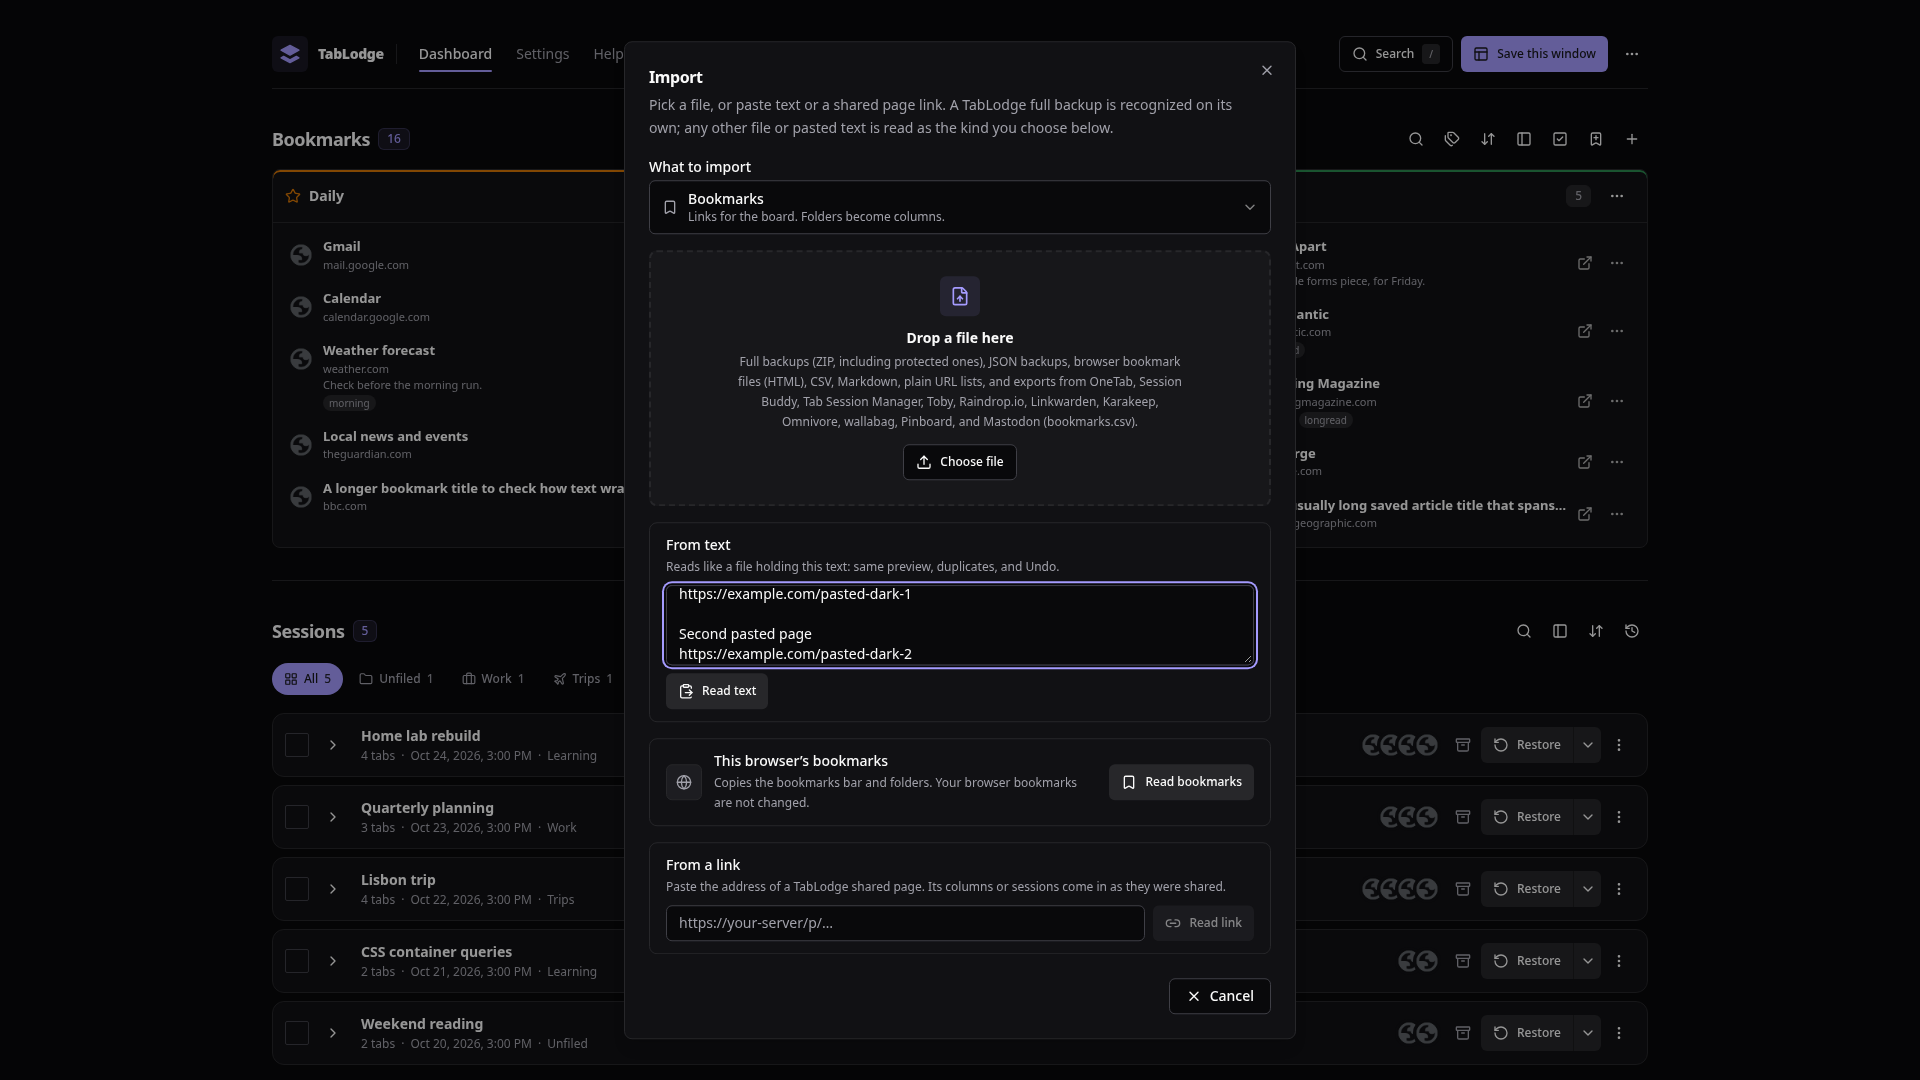 TabLodge
Dashboard
Settings
Help
Search /
Save this window
Bookmarks 16
Daily
Gmail
mail.google.com
Calendar
calendar.google.com
Weather forecast
weather.com
Check before the morning run.
morning
Local news and events
theguardian.com
A longer bookmark title to check how text wra
bbc.com
Import
Pick a file, or paste text or a shared page link. A TabLodge full backup is recognized on its
own; any other file or pasted text is read as the kind you choose below.
What to import
Bookmarks
Links for the board. Folders become columns.
Drop a file here
Full backups (ZIP, including protected ones), JSON backups, browser bookmark
files (HTML), CSV, Markdown, plain URL lists, and exports from OneTab, Session
Buddy, Tab Session Manager, Toby, Raindrop.io, Linkwarden, Karakeep,
Omnivore, wallabag, Pinboard, and Mastodon (bookmarks.csv).
Choose file
From text
Reads like a file holding this text: same preview, duplicates, and Undo.
https://example.com/pasted-dark-1
Second pasted page
https://example.com/pasted-dark-2
Read text
This browser’s bookmarks
Copies the bookmarks bar and folders. Your browser bookmarks
are not changed.
Read bookmarks
From a link
Paste the address of a TabLodge shared page. Its columns or sessions come in as they were shared.
https://your-server/p/...
Read link
Cancel
5
Apart
t.com
le forms piece, for Friday.
antic
tic.com
ing Magazine
gmagazine.com
longread
rge
.com
sually long saved article title that spans...
geographic.com
Sessions 5
All 5
Unfiled 1
Work 1
Trips 1
Home lab rebuild
4 tabs · Oct 24, 2026, 3:00 PM · Learning
Restore
Quarterly planning
3 tabs · Oct 23, 2026, 3:00 PM · Work
Restore
Lisbon trip
4 tabs · Oct 22, 2026, 3:00 PM · Trips
Restore
CSS container queries
2 tabs · Oct 21, 2026, 3:00 PM · Learning
Restore
Weekend reading
2 tabs · Oct 20, 2026, 3:00 PM · Unfiled
Restore